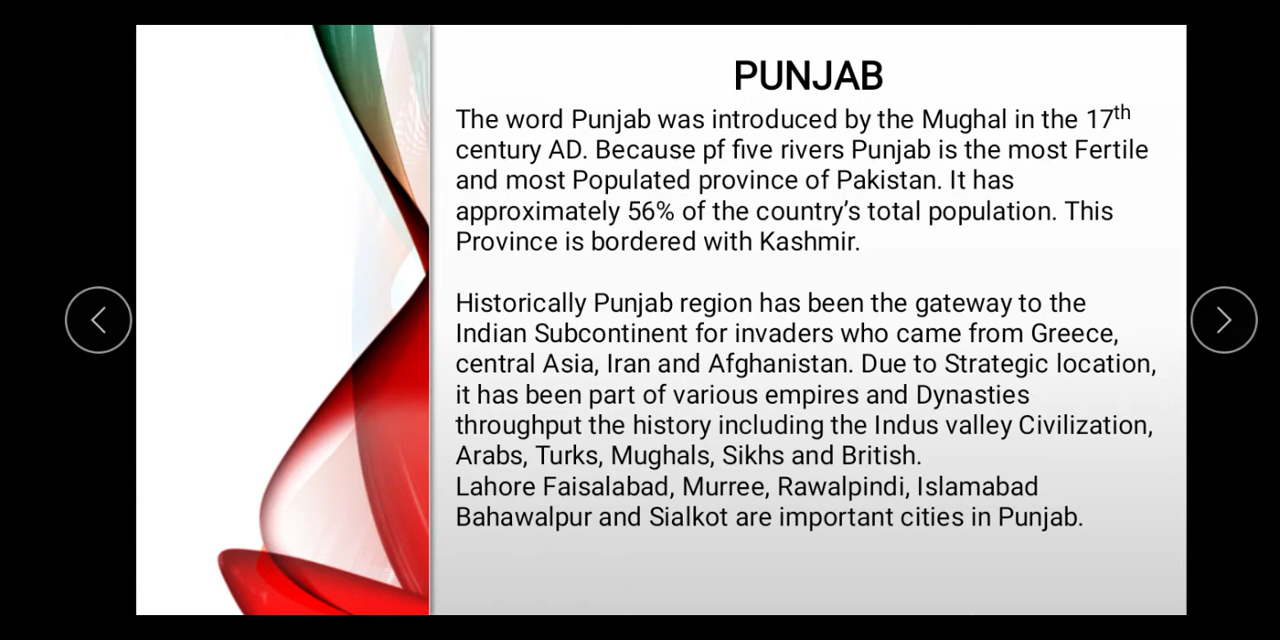 PUNJAB
The word Punjab was introduced by the Mughal in the 17th
century AD. Because pf five rivers Punjab is the most Fertile
and most Populated province of Pakistan. It has
approximately 56% of the country’s total population. This
Province is bordered with Kashmir.
Historically Punjab region has been the gateway to the
Indian Subcontinent for invaders who came from Greece,
central Asia, Iran and Afghanistan. Due to Strategic location,
it has been part of various empires and Dynasties
throughput the history including the Indus valley Civilization,
Arabs, Turks, Mughals, Sikhs and British.
Lahore Faisalabad, Murree, Rawalpindi, Islamabad
Bahawalpur and Sialkot are important cities in Punjab.